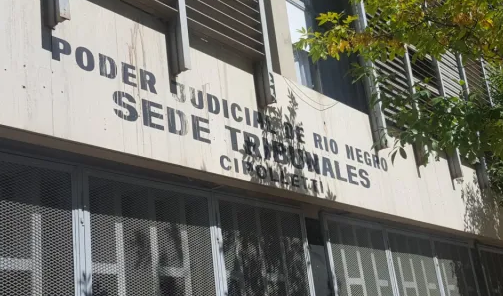 PODER JUDICIAL DE RIO NEGRO
SEDE TRIBUNALES
CIPOLLETTI